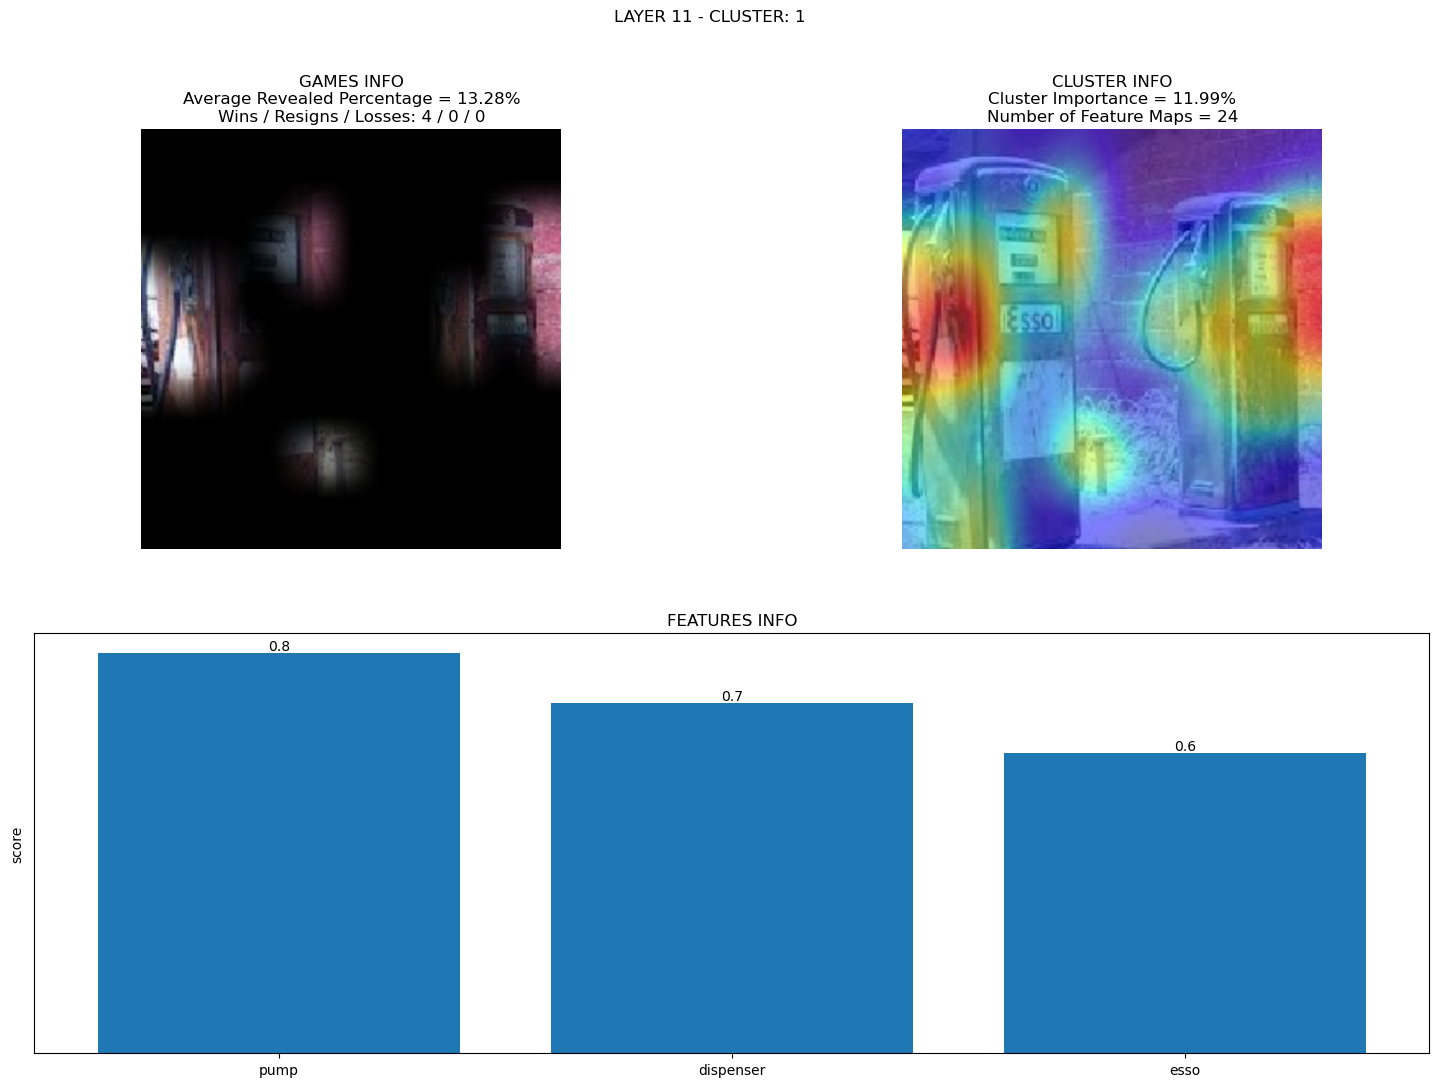 LAYER 11 - CLUSTER: 1
GAMES INFO
Average Revealed Percentage = 13.28%
Wins / Resigns / Losses: 4 / 0 / 0
CLUSTER INFO
Cluster Importance = 11.99%
Number of Feature Maps = 24
ESSO
FEATURES INFO
score
0.8
0.7
0.6
pump
dispenser
esso